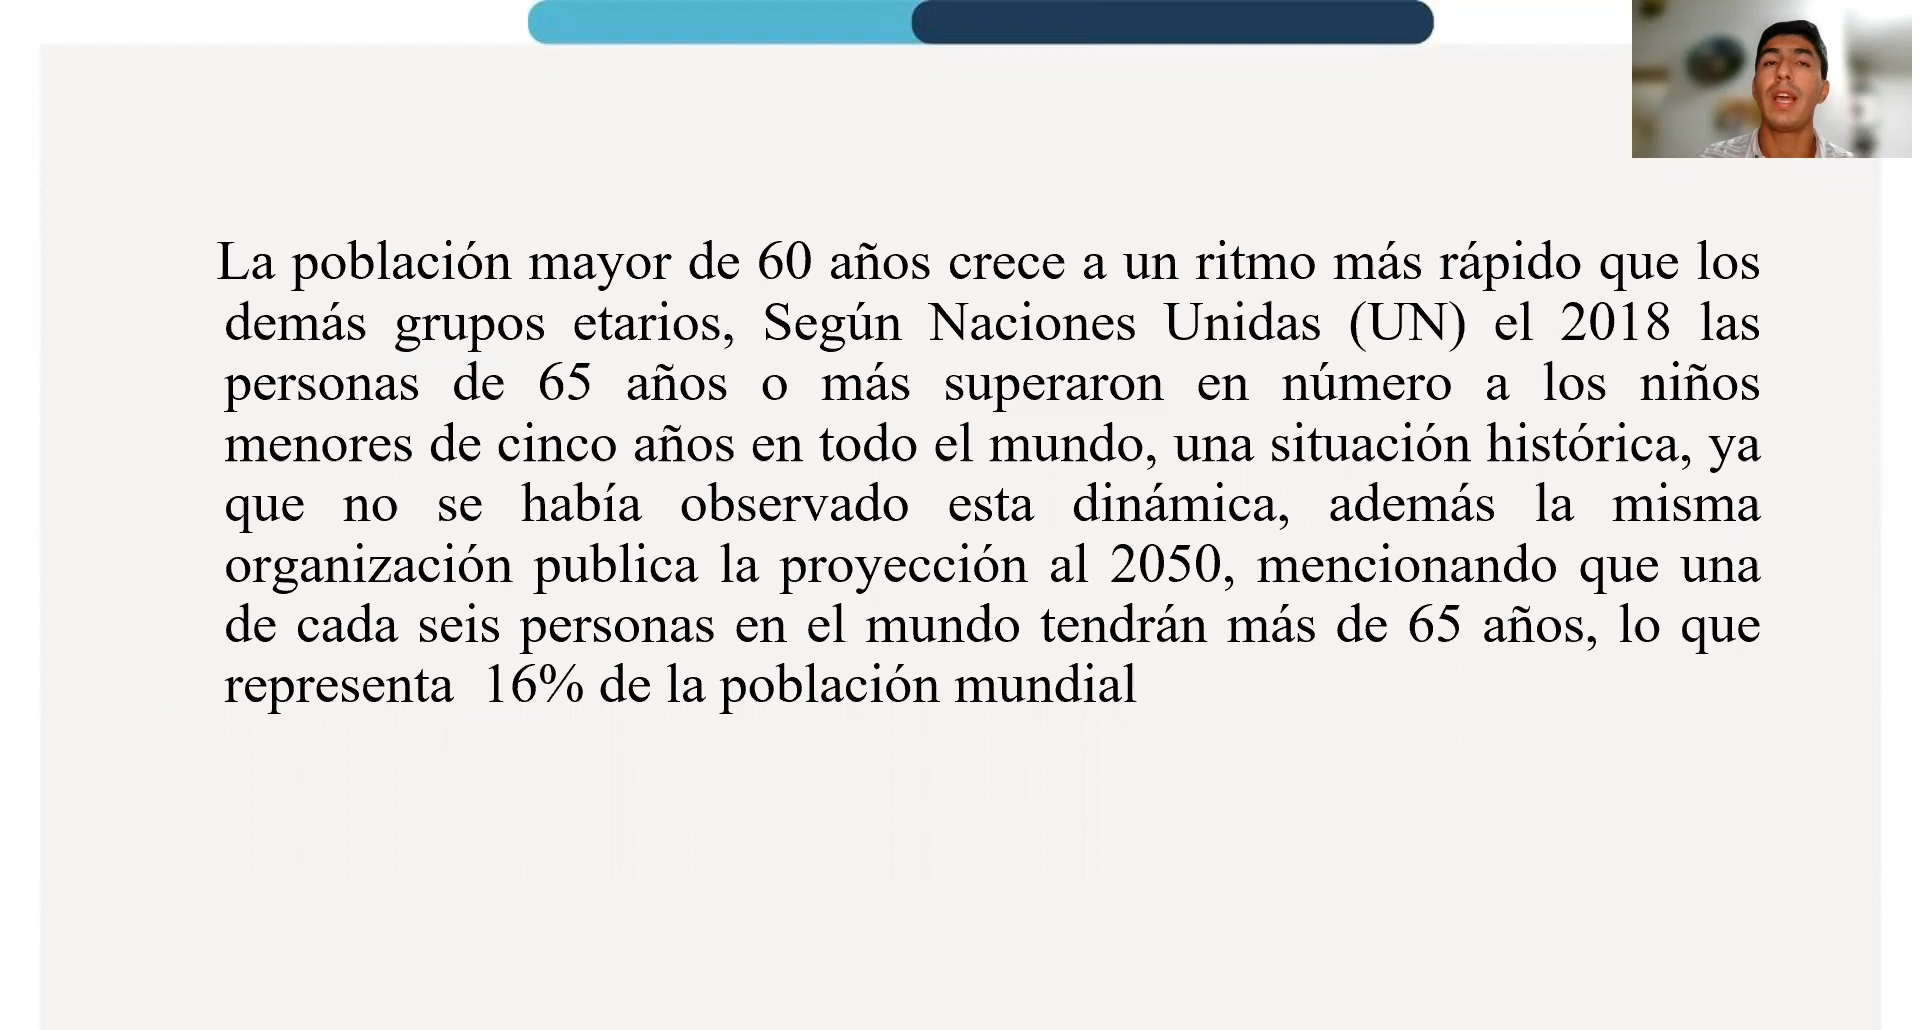 La población mayor de 60 años crece a un ritmo más rápido que los
demás grupos etarios, Según Naciones Unidas (UN) el 2018 las
personas de 65 años o más superaron en número a los niños
menores de cinco años en todo el mundo, una situación histórica, ya
que no se había observado esta dinámica, además la misma
organización publica la proyección al 2050, mencionando que una
de cada seis personas en el mundo tendrán más de 65 años, lo que
representa  16% de la población mundial